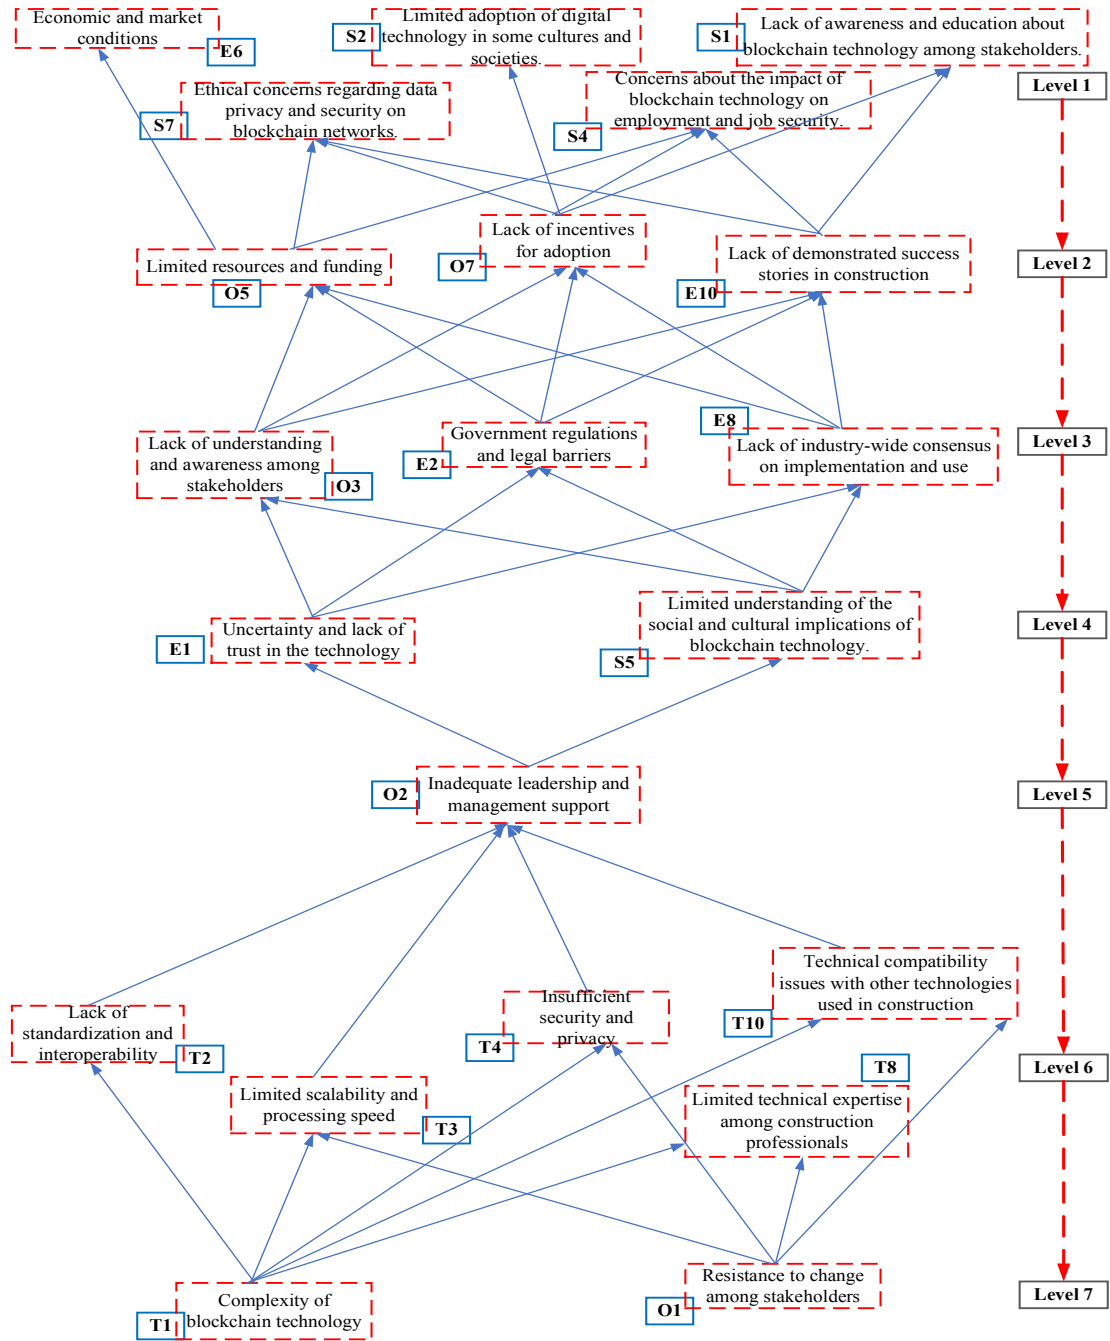 Economic and market
conditions
E6
S2
Limited adoption of digital
technology in some cultures and
societies.
S1
Lack of awareness and education about
blockchain technology among stakeholders.
Level 1
S7
Ethical concerns regarding data
privacy and security on
blockchain networks.
S4
Concerns about the impact of
blockchain technology on
employment and job security.
Limited resources and funding
O5
Lack of incentives
for adoption
O7
Lack of demonstrated success
stories in construction
E10
Level 2
Lack of understanding
and awareness among
stakeholders
O3
Government regulations
and legal barriers
E2
E8
Lack of industry-wide consensus
on implementation and use
Level 3
E1
Uncertainty and lack of
trust in the technology
Limited understanding of the
social and cultural implications of
blockchain technology.
S5
Level 4
O2
Inadequate leadership and
management support
Level 5
Lack of
standardization and
interoperability
T2
Limited scalability and
processing speed
T3
Insufficient
security and
privacy
T4
Technical compatibility
issues with other technologies
used in construction
T10
T8
Limited technical expertise
among construction
professionals
Level 6
Complexity of
blockchain technology
T1
Resistance to change
among stakeholders
O1
Level 7